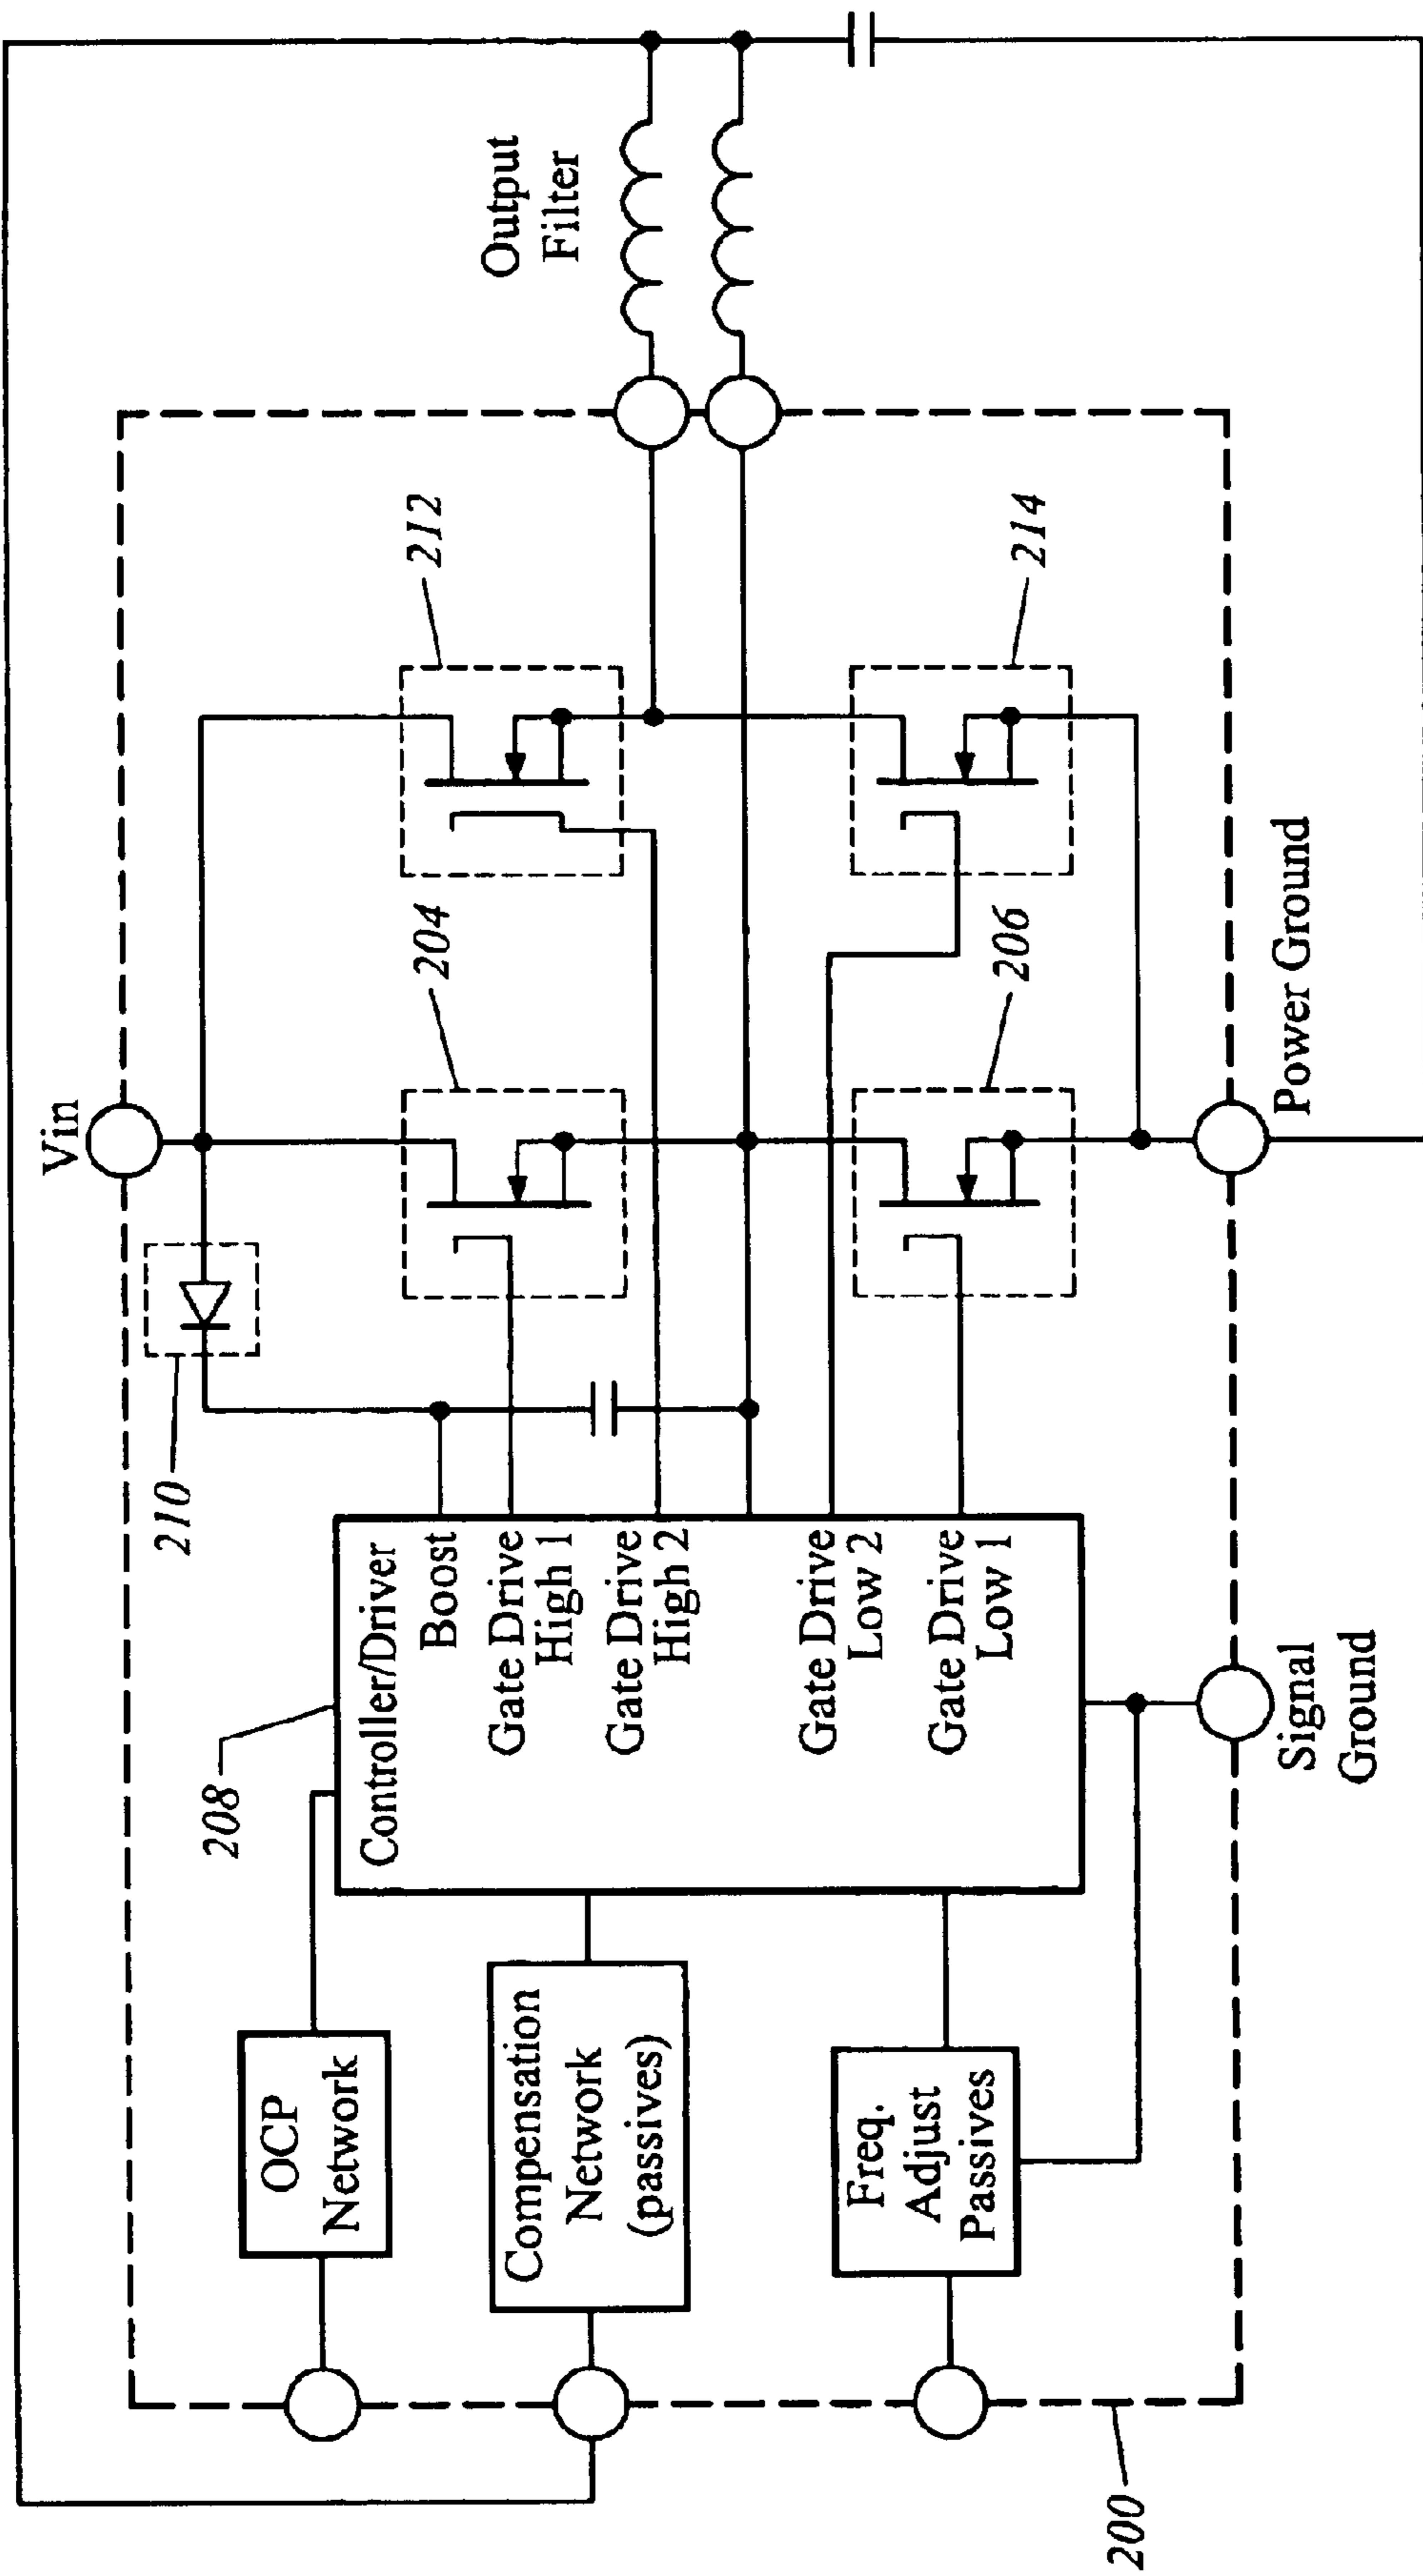 200
OCP
Network
Compensation
Network
(passives)
Freq.
Adjust
Passives
208
Controller/Driver
Boost
Gate Drive
High 1
Gate Drive
High 2
Gate Drive
Low 2
Gate Drive
Low 1
Signal
Ground
210
Vin
204
206
Power Ground
212
214
Output
Filter